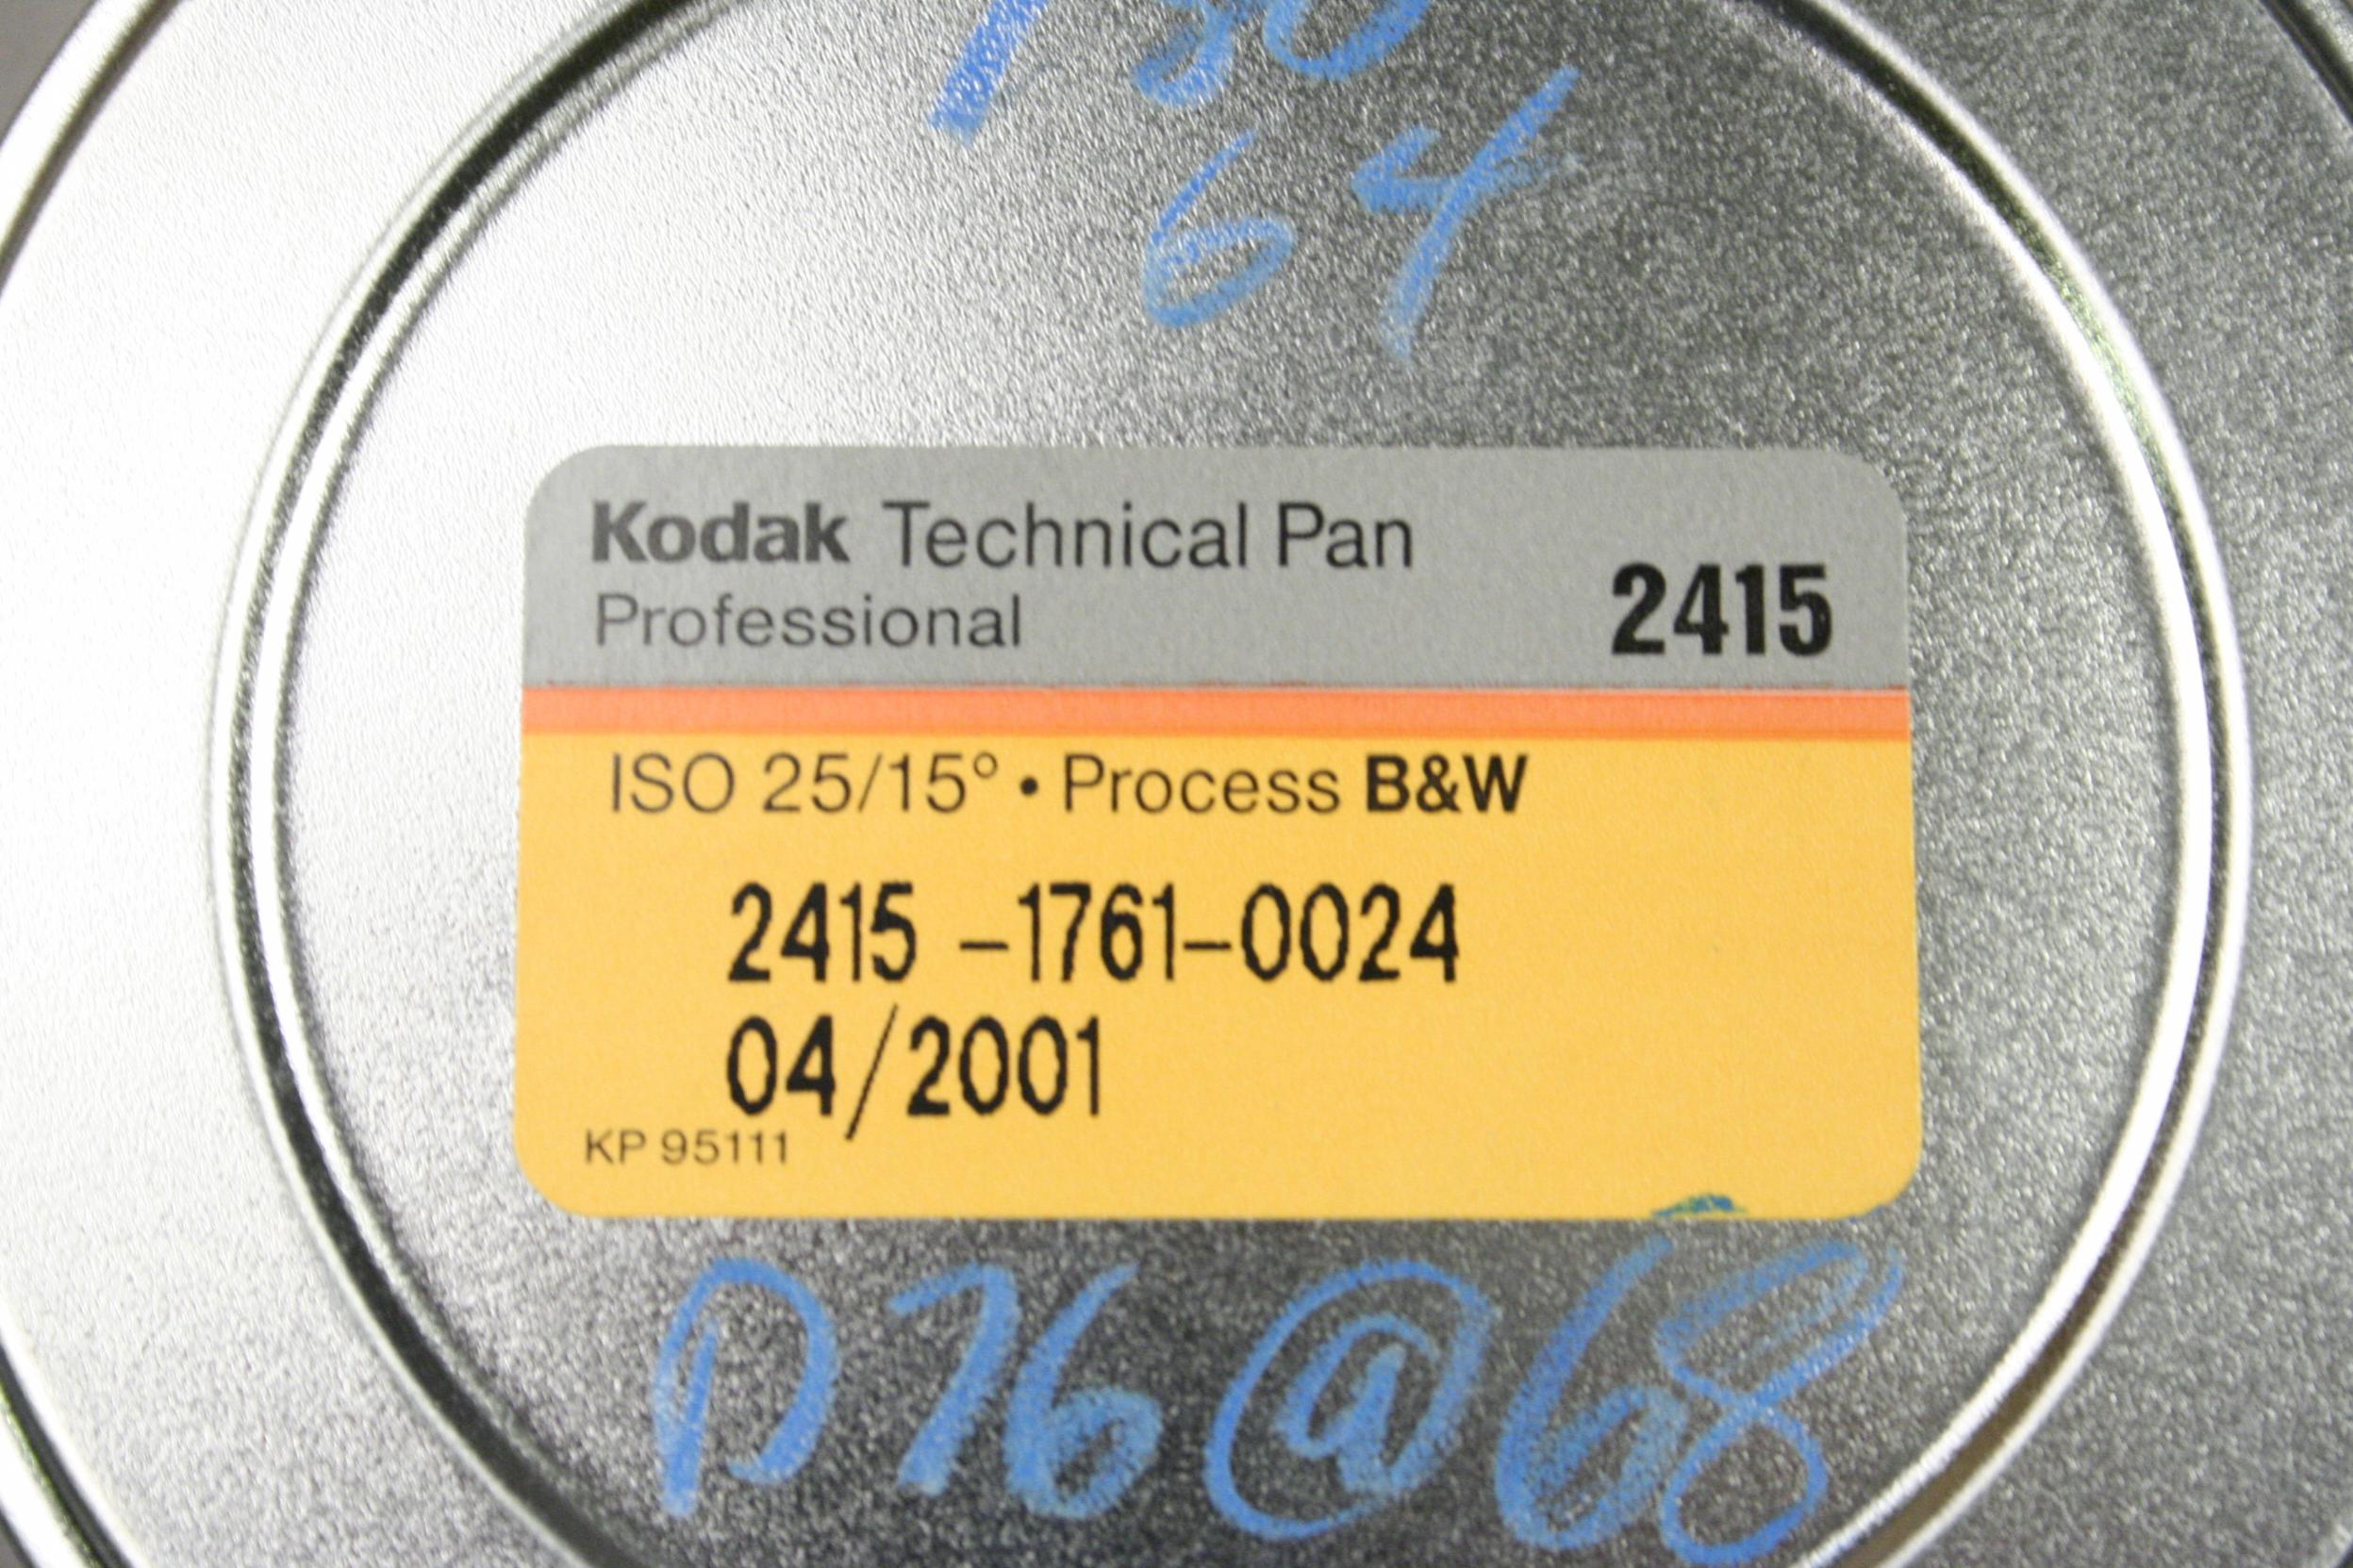 64
Kodak Technical Pan
Professional 2415
ISO 25/15° • Process B&W
2415 -1761-0024
04/2001
KP 95111
D76 @ 68